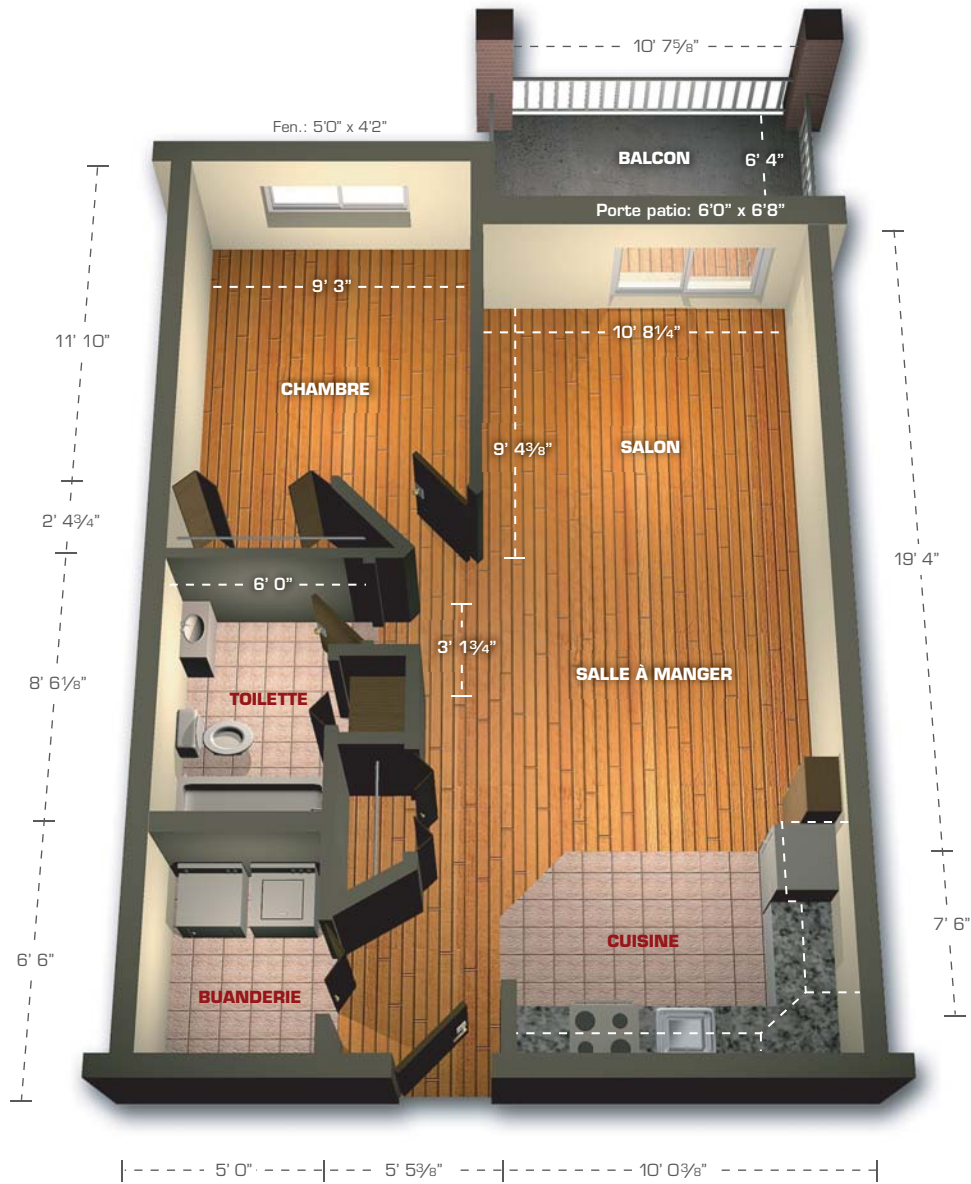 10' 7⅝"
Fen.: 5'0" x 4'2"
BALCON
6' 4"
Porte patio: 6'0" x 6'8"
9' 3"
10' 8¼"
11' 10"
CHAMBRE
SALON
9' 4⅜"
2' 4¾"
19' 4"
6' 0"
3' 1¾"
8' 6⅛"
TOILETTE
SALLE À MANGER
7' 6"
CUISINE
6' 6"
BUANDERIE
5' 0"
5' 5⅜"
10' 0⅜"